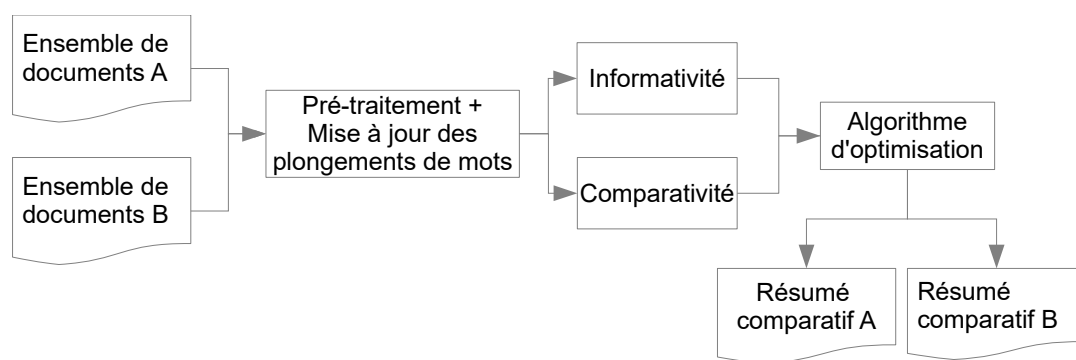 Ensemble de
documents A
Ensemble de
documents B
Pré-traitement +
Mise à jour des
plongements de mots
Informativité
Comparativité
Algorithme
d'optimisation
Résumé
comparatif A
Résumé
comparatif B